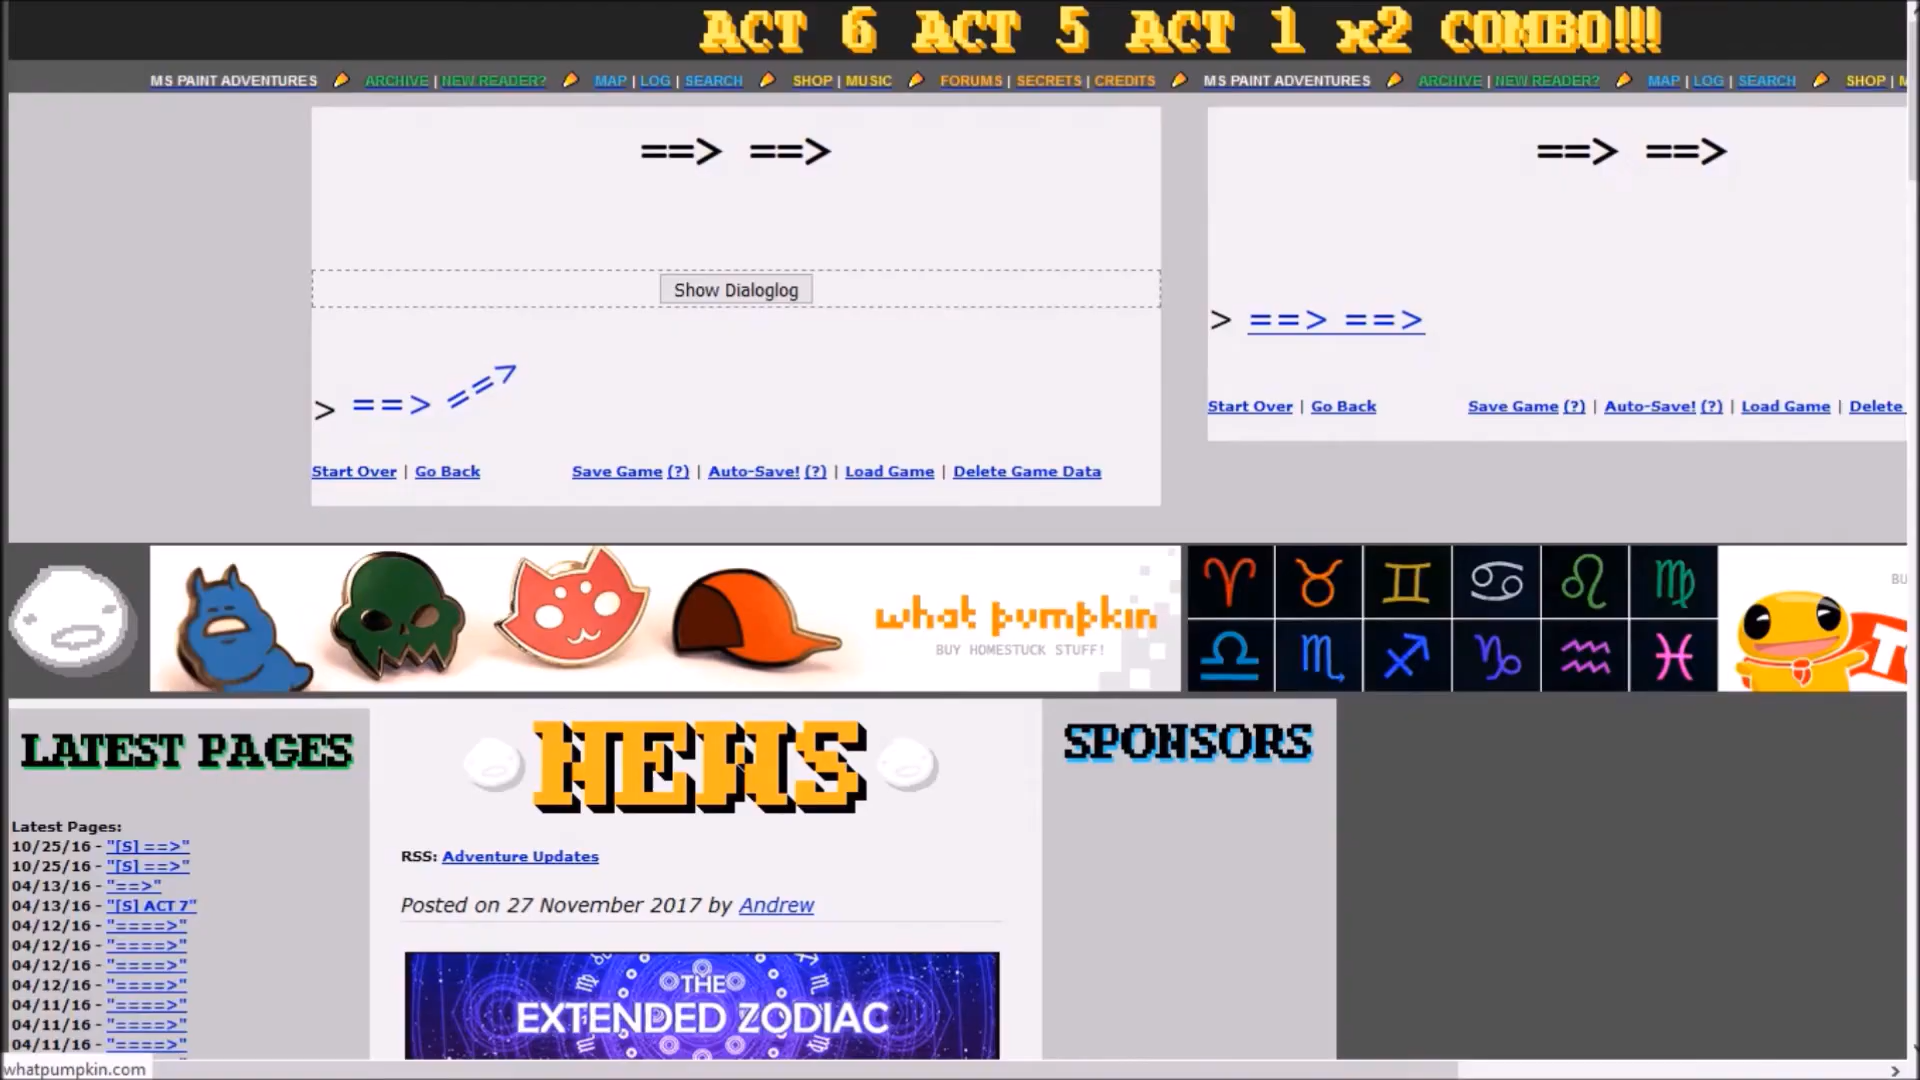 ACT 6 ACT 5 ACT 1 x2 COMBO!!!
MS PAINT ADVENTURES ARCHIVE | NEW READER? MAP | LOG | SEARCH SHOP | MUSIC FORUMS | SECRETS | CREDITS MS PAINT ADVENTURES ARCHIVE | NEW READER? MAP | LOG | SEARCH SHOP |
==> ==>
==> ==>
Show Dialoglog
> ==> ==>
> ==> ==>
Start Over | Go Back Save Game (?) | Auto-Save! (?) | Load Game | Delete
Start Over | Go Back Save Game (?) | Auto-Save! (?) | Load Game | Delete Game Data
what pumpkin
BUY HOMESTUCK STUFF!
LATEST PAGES
NEWS
SPONSORS
Latest Pages:
10/25/16 - "[S] ==>"
10/25/16 - "[S] ==>"
04/13/16 - "==>"
04/13/16 - "[S] ACT 7"
04/12/16 - "====>"
04/12/16 - "====>"
04/12/16 - "====>"
04/12/16 - "====>"
04/11/16 - "====>"
04/11/16 - "====>"
04/11/16 - "====>"
RSS: Adventure Updates
Posted on 27 November 2017 by Andrew
THE
EXTENDED ZODIAC
whatpumpkin.com